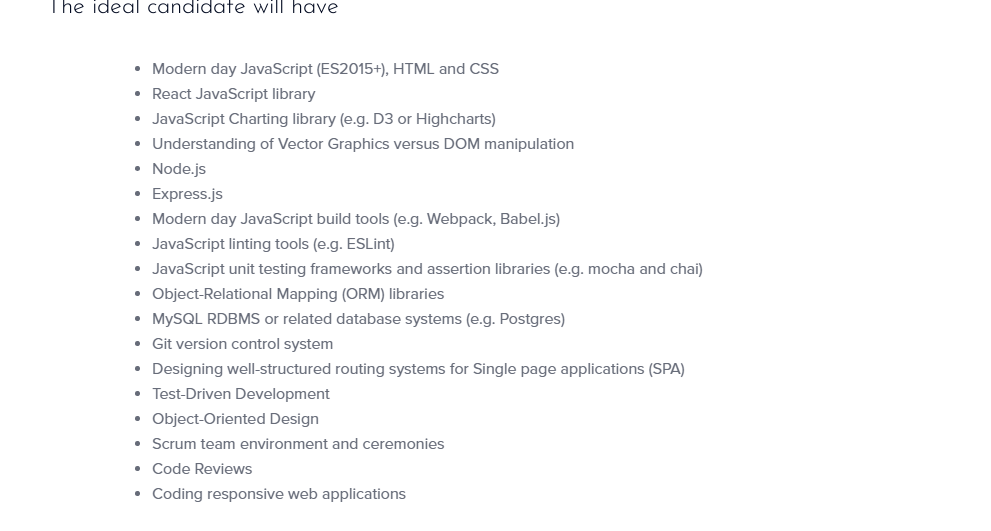 The ideal candidate will have
• Modern day JavaScript (ES2015+), HTML and CSS
• React JavaScript library
• JavaScript Charting library (e.g. D3 or Highcharts)
• Understanding of Vector Graphics versus DOM manipulation
• Node.js
• Express.js
• Modern day JavaScript build tools (e.g. Webpack, Babel.js)
• JavaScript linting tools (e.g. ESLint)
• JavaScript unit testing frameworks and assertion libraries (e.g. mocha and chai)
• Object-Relational Mapping (ORM) libraries
• MySQL RDBMS or related database systems (e.g. Postgres)
• Git version control system
• Designing well-structured routing systems for Single page applications (SPA)
• Test-Driven Development
• Object-Oriented Design
• Scrum team environment and ceremonies
• Code Reviews
• Coding responsive web applications